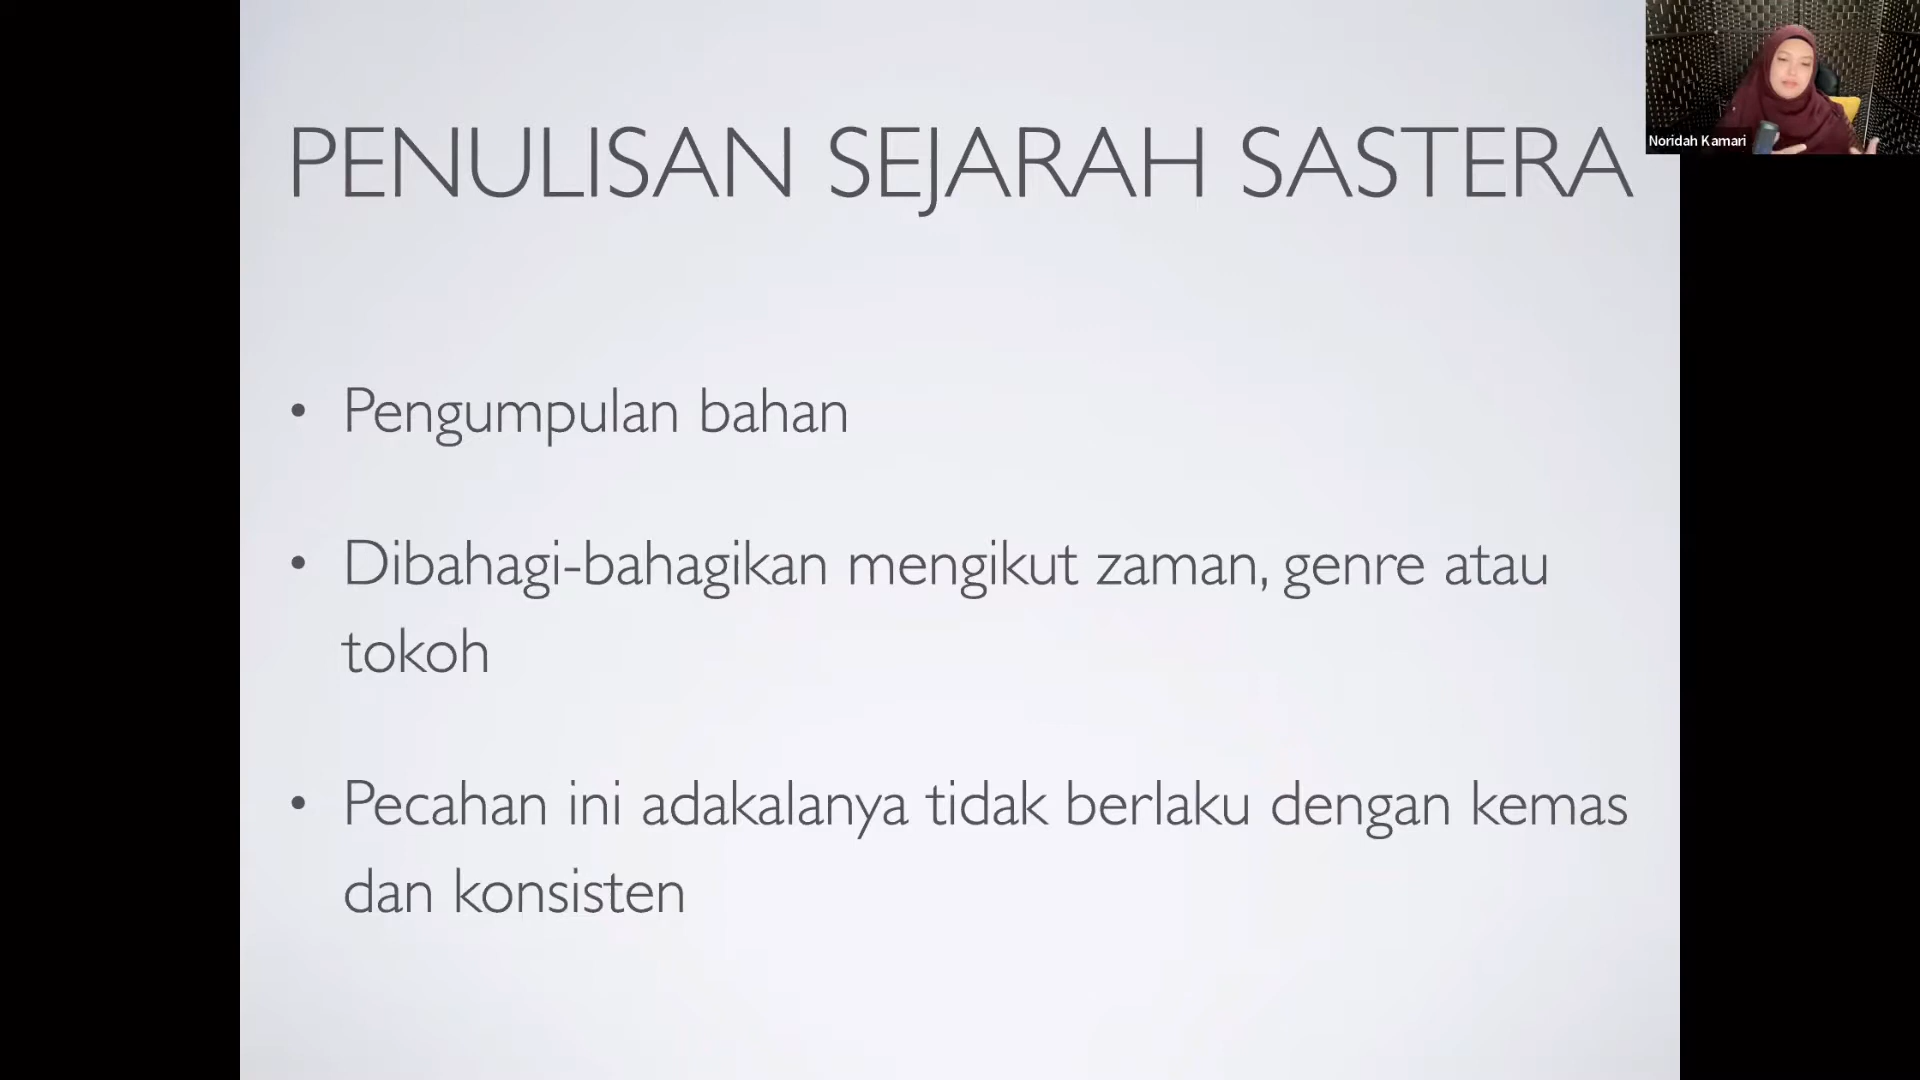 PENULISAN SEJARAH SASTERA
Noridah Kamari
• Pengumpulan bahan
• Dibahagi-bahagikan mengikut zaman, genre atau
tokoh
• Pecahan ini adakalanya tidak berlaku dengan kemas
dan konsisten